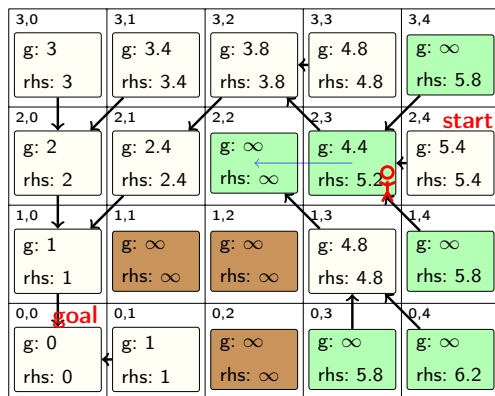 3,0 3,1 3,2 3,3 3,4
g: 3 g: 3.4 g: 3.8 g: 4.8 g: ∞
rhs: 3 rhs: 3.4 rhs: 3.8 rhs: 4.8 rhs: 5.8
2,0 2,1 2,2 2,3 2,4
start
g: 2 g: 2.4 g: ∞ g: 4.4 g: 5.4
rhs: 2 rhs: 2.4 rhs: ∞ rhs: 5.2 rhs: 5.4
1,0 1,1 1,2 1,3 1,4
g: 1 g: ∞ g: ∞ g: 4.8 g: ∞
rhs: 1 rhs: ∞ rhs: ∞ rhs: 4.8 rhs: 5.8
0,0 0,1 0,2 0,3 0,4
goal
g: 0 g: 1 g: ∞ g: ∞ g: ∞
rhs: 0 rhs: 1 rhs: ∞ rhs: 5.8 rhs: 6.2